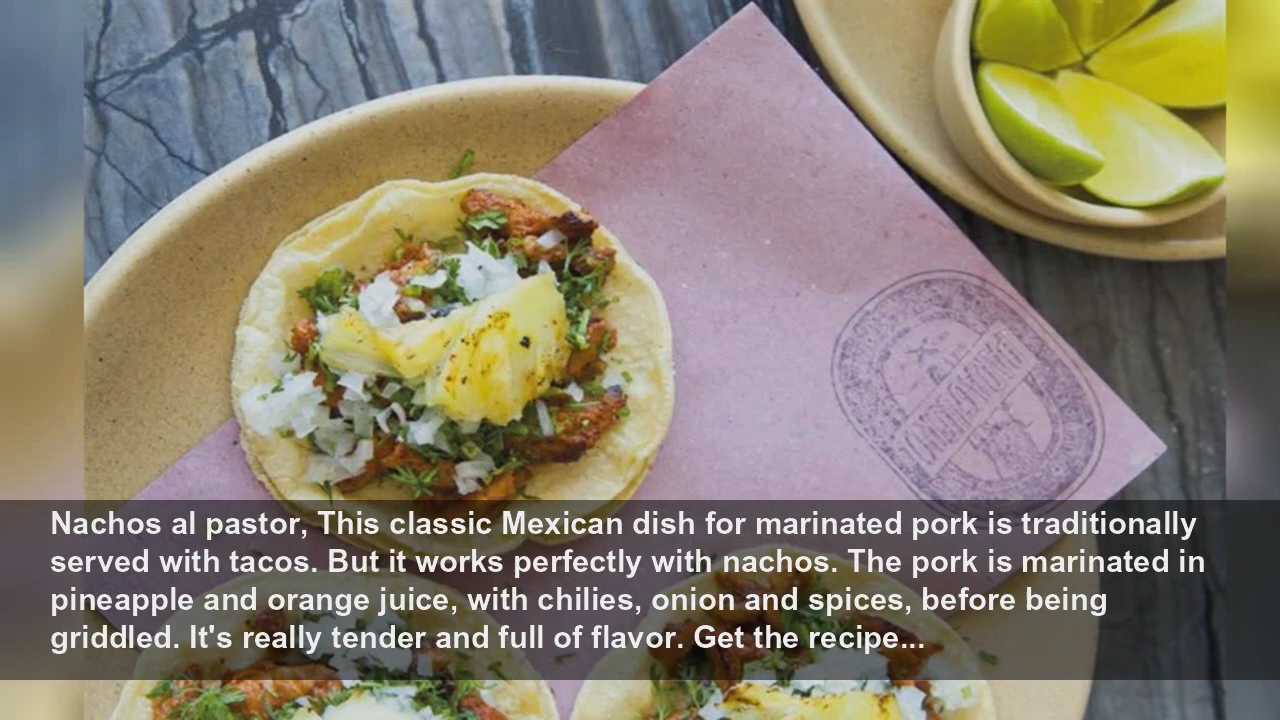 Nachos al pastor, This classic Mexican dish for marinated pork is traditionally
served with tacos. But it works perfectly with nachos. The pork is marinated in
pineapple and orange juice, with chilies, onion and spices, before being
griddled. It's really tender and full of flavor. Get the recipe...